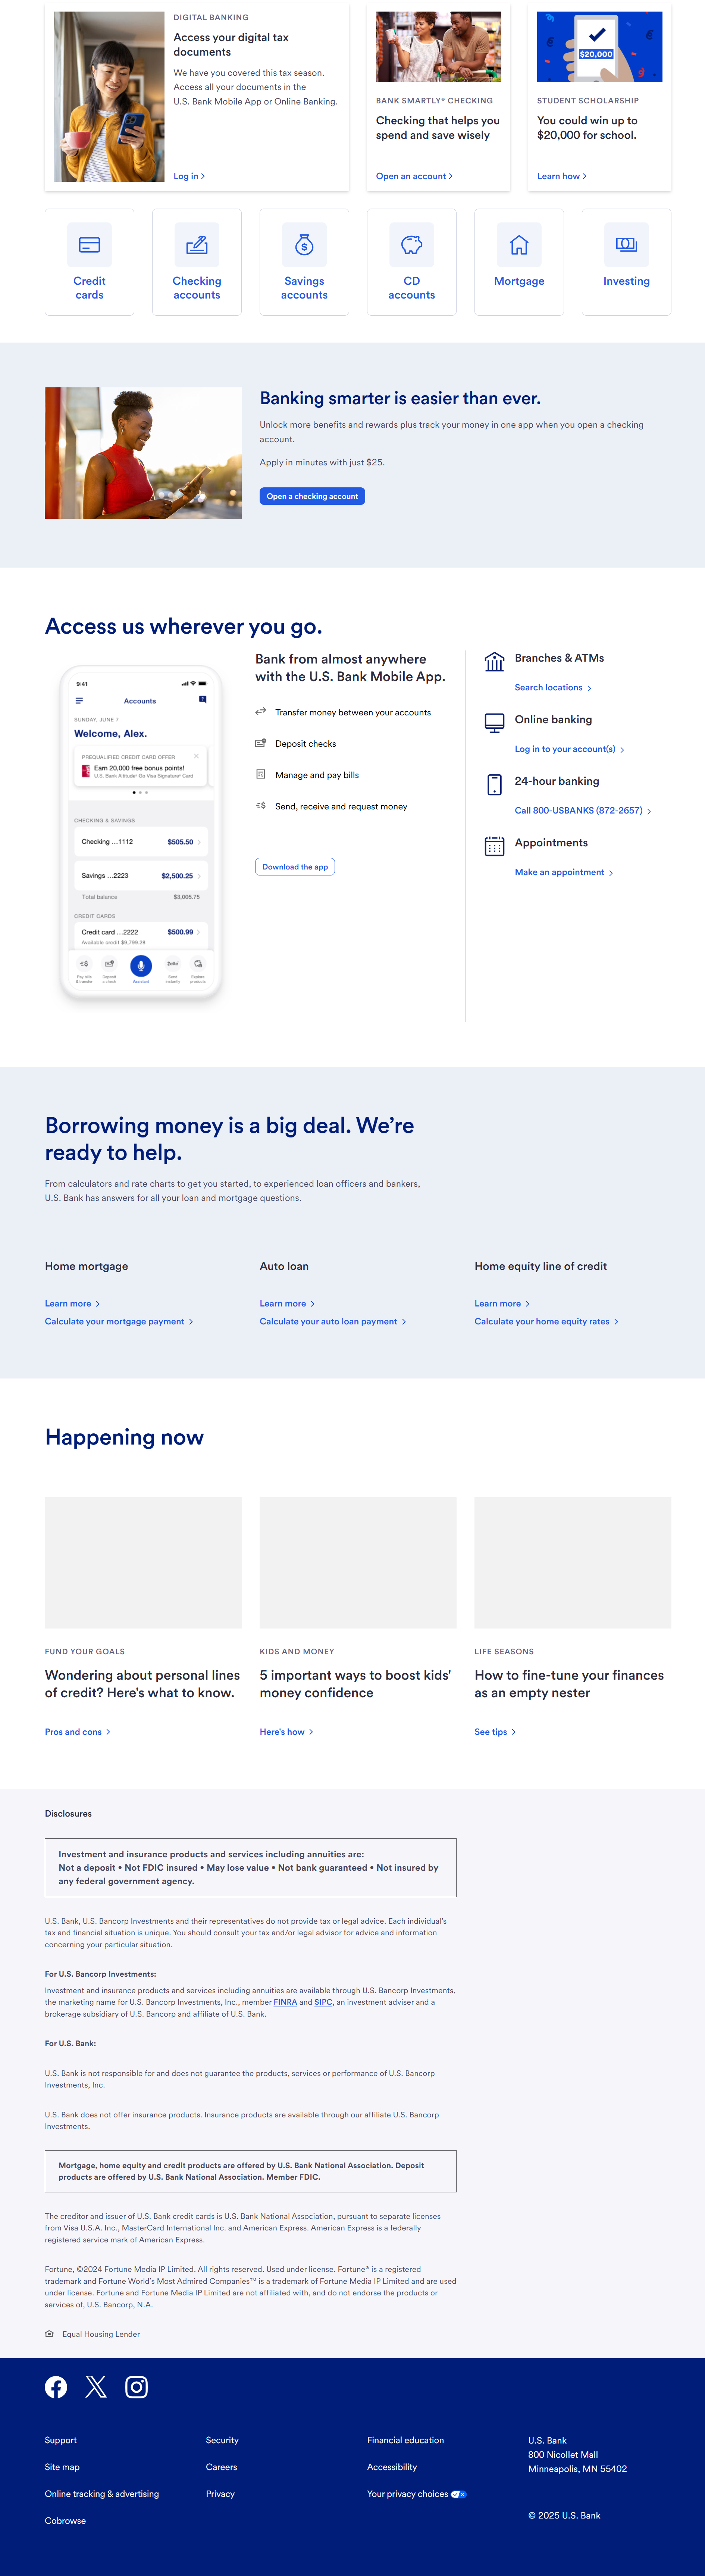 DIGITAL BANKING
Access your digital tax
documents
We have you covered this tax season.
Access all your documents in the
U.S. Bank Mobile App or Online Banking.
Log in
BANK SMARTLY® CHECKING
Checking that helps you
spend and save wisely
Open an account
$20,000
STUDENT SCHOLARSHIP
You could win up to
$20,000 for school.
Learn how
Credit
cards
Checking
accounts
Savings
accounts
CD
accounts
Mortgage
Investing
Banking smarter is easier than ever.
Unlock more benefits and rewards plus track your money in one app when you open a checking
account.
Apply in minutes with just $25.
Open a checking account
Access us wherever you go.
9:41
Accounts
SUNDAY, JUNE 7
Welcome, Alex.
PREQUALIFIED CREDIT CARD OFFER
Earn 20,000 free bonus points!
U.S. Bank Altitude® Go Visa Signature® Card
CHECKING & SAVINGS
Checking ...1112 $505.50
Savings ...2223 $2,500.25
Total balance $3,005.75
CREDIT CARDS
Credit card ...2222 $500.99
Available credit $9,799.28
Pay bills
& transfer
Deposit
a check
Assistant
Zelle
Send
instantly
Explore
products
Bank from almost anywhere
with the U.S. Bank Mobile App.
Transfer money between your accounts
Deposit checks
Manage and pay bills
Send, receive and request money
Download the app
Branches & ATMs
Search locations
Online banking
Log in to your account(s)
24-hour banking
Call 800-USBANKS (872-2657)
Appointments
Make an appointment
Borrowing money is a big deal. We’re
ready to help.
From calculators and rate charts to get you started, to experienced loan officers and bankers,
U.S. Bank has answers for all your loan and mortgage questions.
Home mortgage
Learn more
Calculate your mortgage payment
Auto loan
Learn more
Calculate your auto loan payment
Home equity line of credit
Learn more
Calculate your home equity rates
Happening now
FUND YOUR GOALS
Wondering about personal lines
of credit? Here's what to know.
Pros and cons
KIDS AND MONEY
5 important ways to boost kids'
money confidence
Here's how
LIFE SEASONS
How to fine-tune your finances
as an empty nester
See tips
Disclosures
Investment and insurance products and services including annuities are:
Not a deposit • Not FDIC insured • May lose value • Not bank guaranteed • Not insured by
any federal government agency.
U.S. Bank, U.S. Bancorp Investments and their representatives do not provide tax or legal advice. Each individual's
tax and financial situation is unique. You should consult your tax and/or legal advisor for advice and information
concerning your particular situation.
For U.S. Bancorp Investments:
Investment and insurance products and services including annuities are available through U.S. Bancorp Investments,
the marketing name for U.S. Bancorp Investments, Inc., member FINRA and SIPC, an investment adviser and a
brokerage subsidiary of U.S. Bancorp and affiliate of U.S. Bank.
For U.S. Bank:
U.S. Bank is not responsible for and does not guarantee the products, services or performance of U.S. Bancorp
Investments, Inc.
U.S. Bank does not offer insurance products. Insurance products are available through our affiliate U.S. Bancorp
Investments.
Mortgage, home equity and credit products are offered by U.S. Bank National Association. Deposit
products are offered by U.S. Bank National Association. Member FDIC.
The creditor and issuer of U.S. Bank credit cards is U.S. Bank National Association, pursuant to separate licenses
from Visa U.S.A. Inc., MasterCard International Inc. and American Express. American Express is a federally
registered service mark of American Express.
Fortune, ©2024 Fortune Media IP Limited. All rights reserved. Used under license. Fortune® is a registered
trademark and Fortune World's Most Admired Companies™ is a trademark of Fortune Media IP Limited and are used
under license. Fortune and Fortune Media IP Limited are not affiliated with, and do not endorse the products or
services of, U.S. Bancorp, N.A.
Equal Housing Lender
Support
Site map
Online tracking & advertising
Cobrowse
Security
Careers
Privacy
Financial education
Accessibility
Your privacy choices
U.S. Bank
800 Nicollet Mall
Minneapolis, MN 55402
© 2025 U.S. Bank